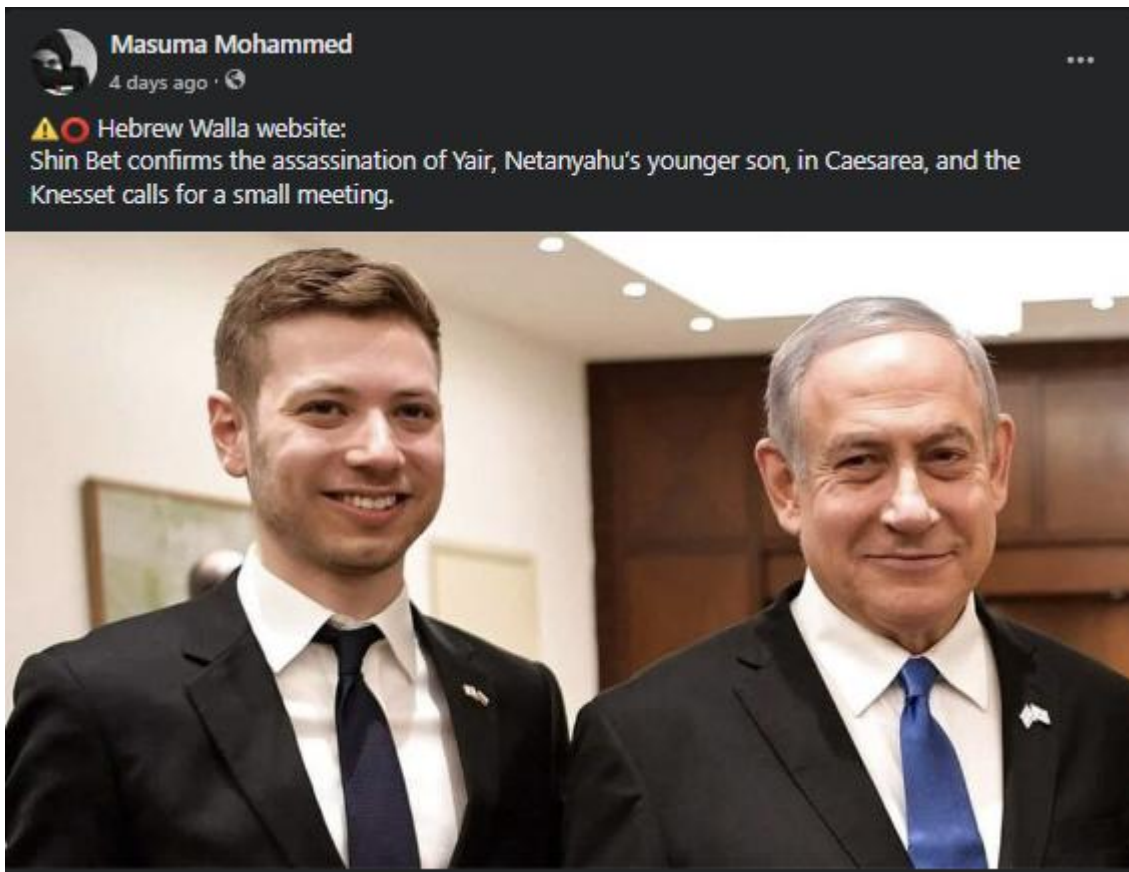 Masuma Mohammed
4 days ago ·
⚠️⭕ Hebrew Walla website:
Shin Bet confirms the assassination of Yair, Netanyahu's younger son, in Caesarea, and the
Knesset calls for a small meeting.